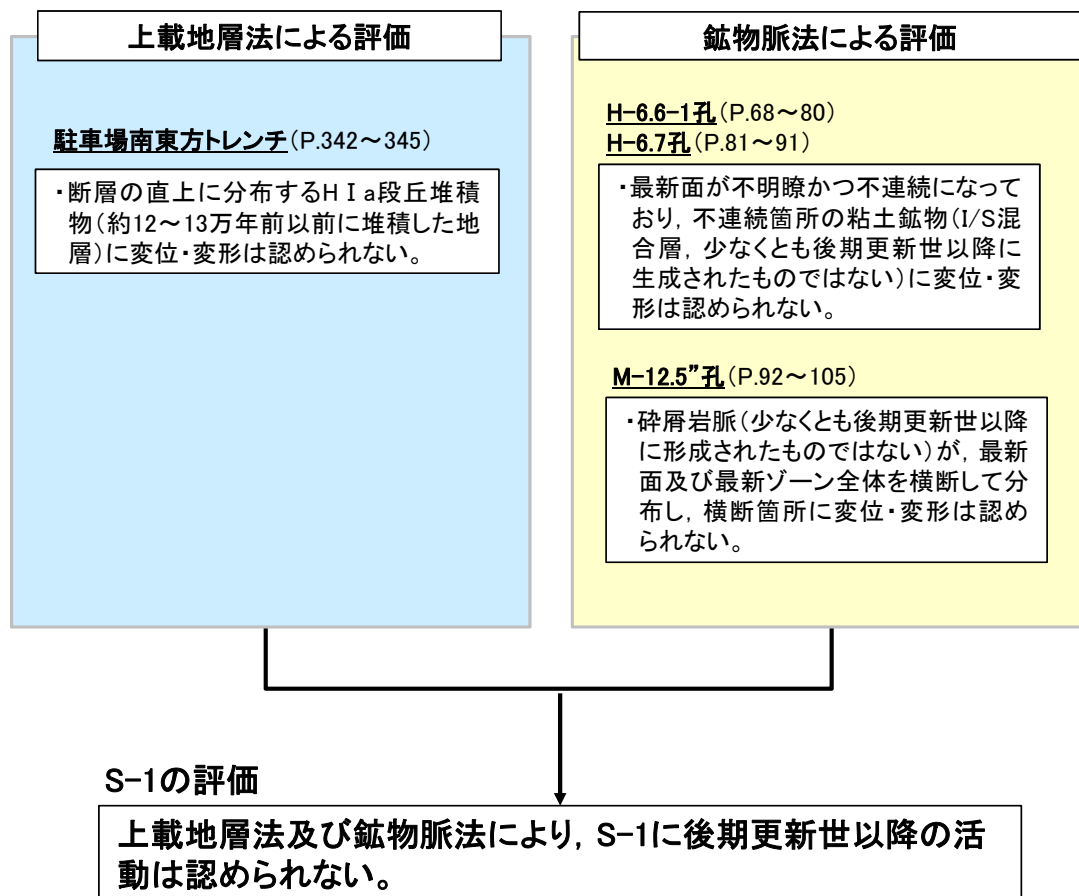 上載地層法による評価
駐車場南東方トレンチ(P.342～345)
・断層の直上に分布するHⅠa段丘堆積
物(約12～13万年前以前に堆積した地
層)に変位・変形は認められない。
鉱物脈法による評価
H-6.6-1孔(P.68～80)
H-6.7孔(P.81～91)
・最新面が不明瞭かつ不連続になって
おり，不連続箇所の粘土鉱物(I/S混
合層，少なくとも後期更新世以降に
生成されたものではない)に変位・変
形は認められない。
M-12.5”孔(P.92～105)
・砕屑岩脈(少なくとも後期更新世以降
に形成されたものではない)が，最新
面及び最新ゾーン全体を横断して分
布し，横断箇所に変位・変形は認め
られない。
S-1の評価
上載地層法及び鉱物脈法により，S-1に後期更新世以降の活
動は認められない。